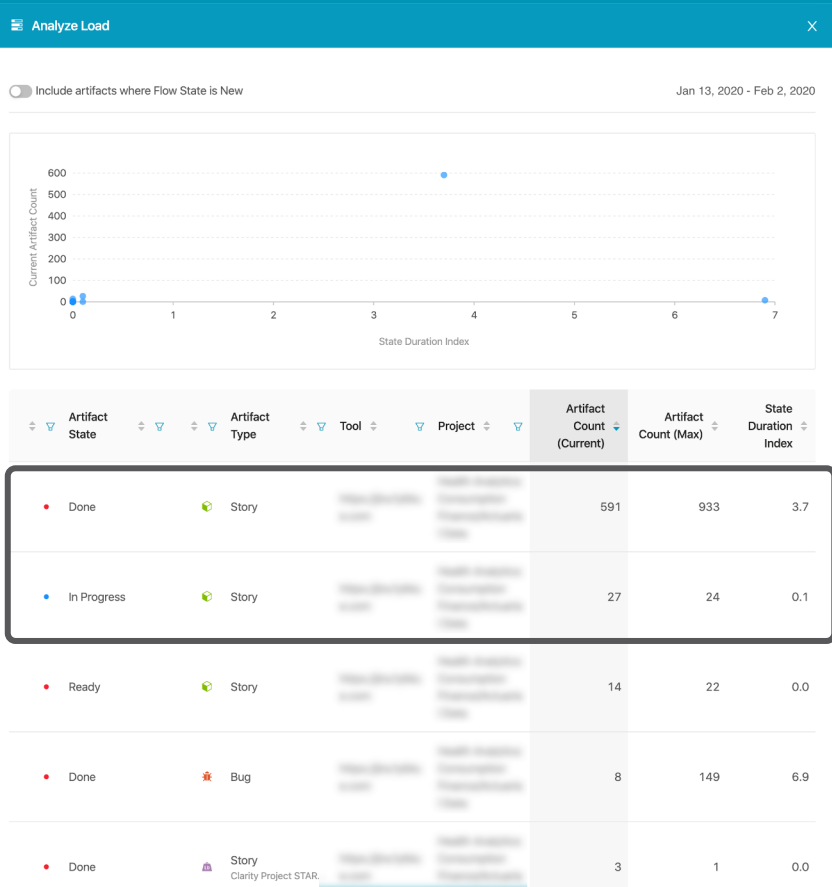 Analyze Load
Include artifacts where Flow State is New
Jan 13, 2020 - Feb 2, 2020
600
500
400
300
200
100
0
Current Artifact Count
0 1 2 3 4 5 6 7
State Duration Index
Artifact State
Artifact Type
Tool
Project
Artifact Count (Current)
Artifact Count (Max)
State Duration Index
Done Story 591 933 3.7
In Progress Story 27 24 0.1
Ready Story 14 22 0.0
Done Bug 8 149 6.9
Done Story 3 1 0.0
Clarity Project STAR.